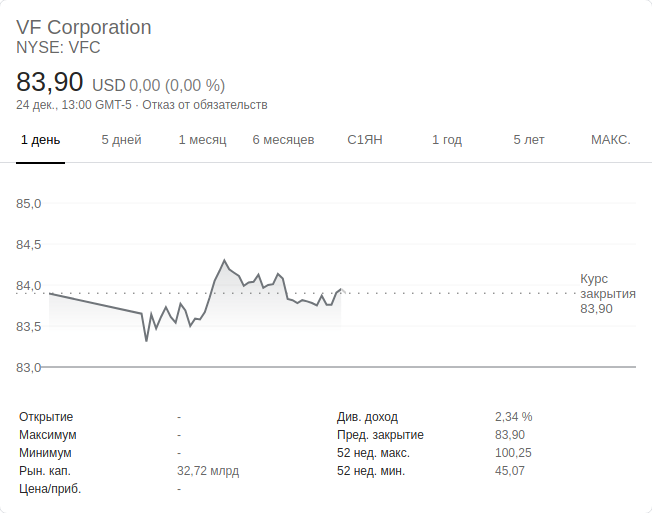 VF Corporation
NYSE: VFC
83,90 USD 0,00 (0,00 %)
24 дек., 13:00 GMT-5 · Отказ от обязательств
1 день 5 дней 1 месяц 6 месяцев С1ЯН 1 год 5 лет МАКС.
85,0
84,5
84,0
83,5
83,0
Курс
закрытия
83,90
Открытие - Див. доход 2,34 %
Максимум - Пред. закрытие 83,90
Минимум - 52 нед. макс. 100,25
Рын. кап. 32,72 млрд 52 нед. мин. 45,07
Цена/приб. -